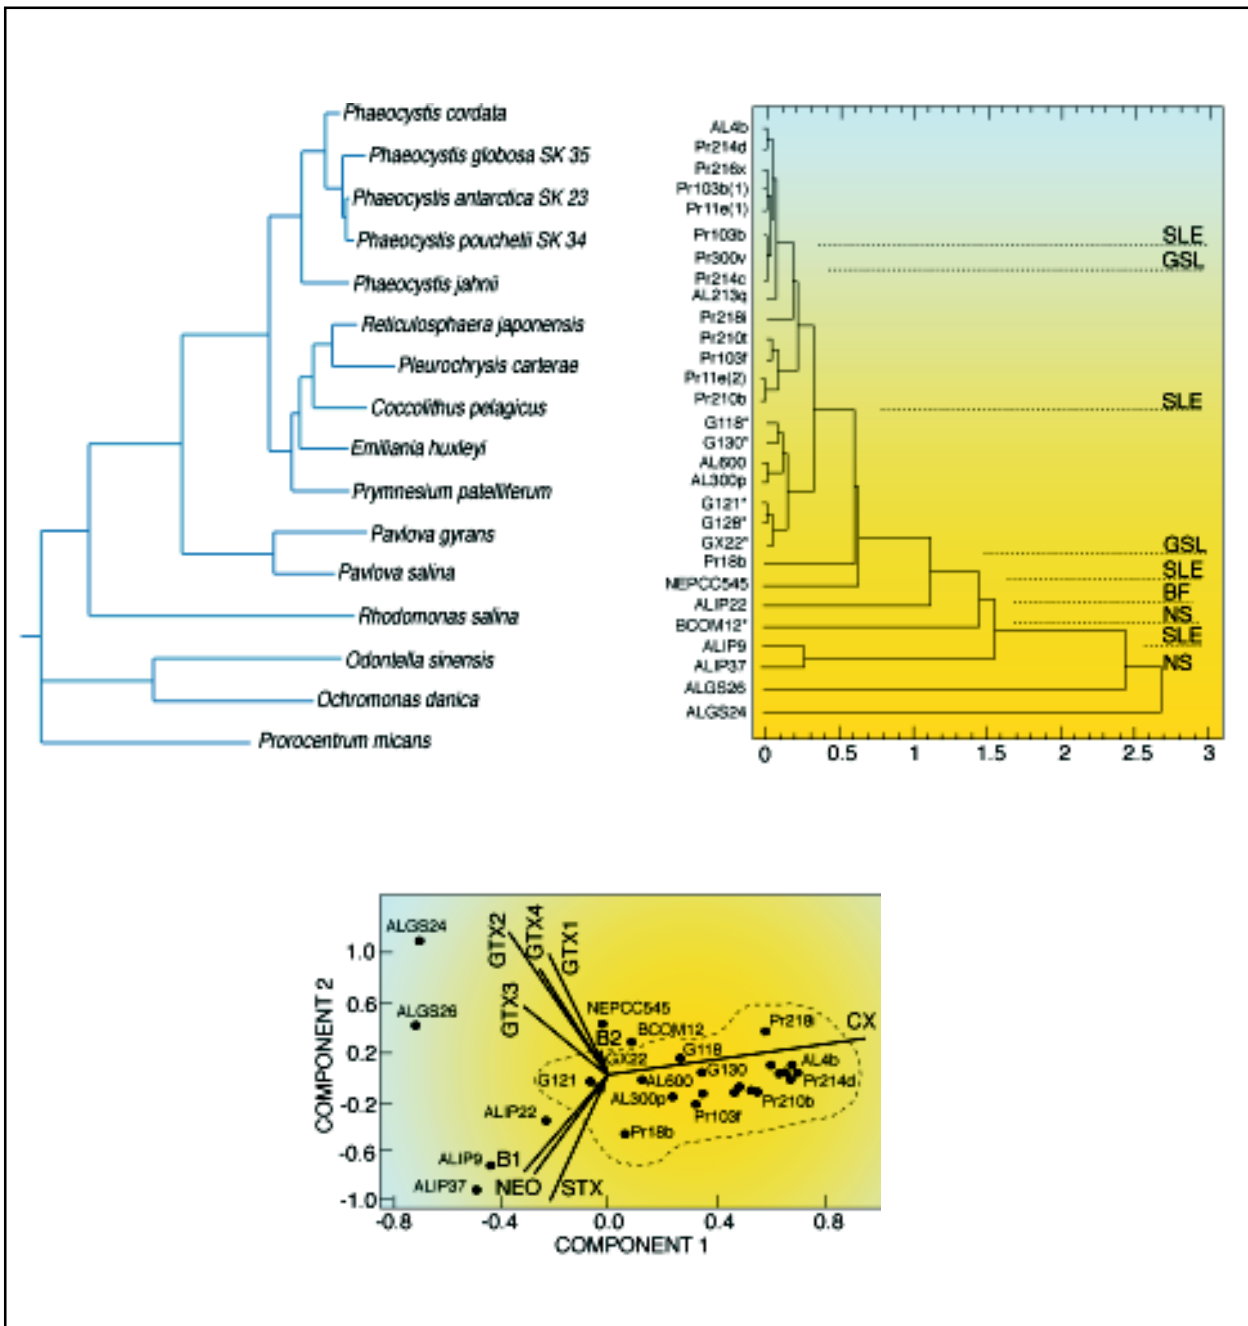 Phaeocystis cordata
Phaeocystis globosa SK 35
Phaeocystis antarctica SK 23
Phaeocystis pouchetii SK 34
Phaeocystis jahnii
Reticulosphaera japonensis
Pleurochrysis carterae
Coccolithus pelagicus
Emiliania huxleyi
Prymnesium patelliferum
Pavlova gyrans
Pavlova salina
Rhodomonas salina
Odontella sinensis
Ochromonas danica
Prorocentrum micans
AL4b
Pr214d
Pr216x
Pr103b(1)
Pr11e(1)
Pr103b
SLE
Pr300v
GSL
Pr214c
AL213q
Pr218i
Pr210t
Pr103f
Pr11e(2)
Pr210b
SLE
G118*
G130*
AL600
AL300p
G121*
G128*
GX22*
GSL
Pr18b
SLE
NEPCC545
BF
ALIP22
NS
BCOM12*
SLE
ALIP9
NS
ALIP37
ALGS26
ALGS24
0 0.5 1 1.5 2 2.5 3
ALGS24
GTX2
GTX4
GTX1
1.0
GTX3
0.6
ALGS26
NEPCC545
B2
BCOM12
Pr218i
CX
0.2
GX22
G118
G121
AL600
G130
AL4b
AL300p
Pr214d
-0.2
ALIP22
Pr103f
Pr210b
Pr18b
-0.6
ALIP9
B1
ALIP37
NEO
STX
-1.0
COMPONENT 2
-0.8 -0.4 0.0 0.4 0.8
COMPONENT 1